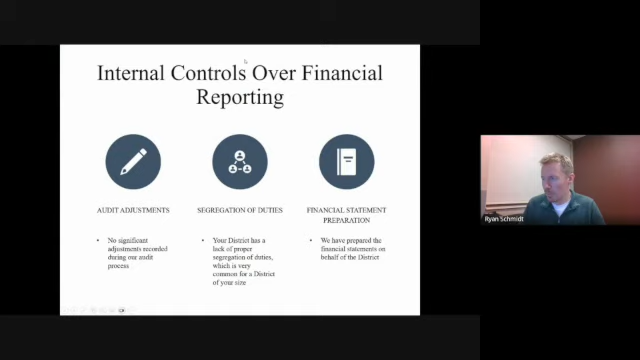 Internal Controls Over Financial
Reporting
AUDIT ADJUSTMENTS
No significant
adjustments recorded
during our audit
process
SEGREGATION OF DUTIES
Your District has a
lack of proper
segregation of duties,
which is very
common for a District
of your size
FINANCIAL STATEMENT
PREPARATION
We have prepared the
financial statements on
behalf of the District
Ryan Schmidt